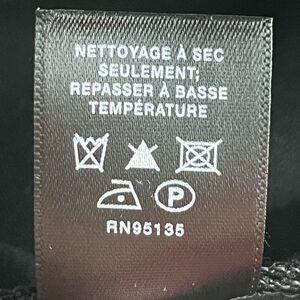 NETTOYAGE À SEC
SEULEMENT;
REPASSER À BASSE
TEMPÉRATURE
P
RN95135